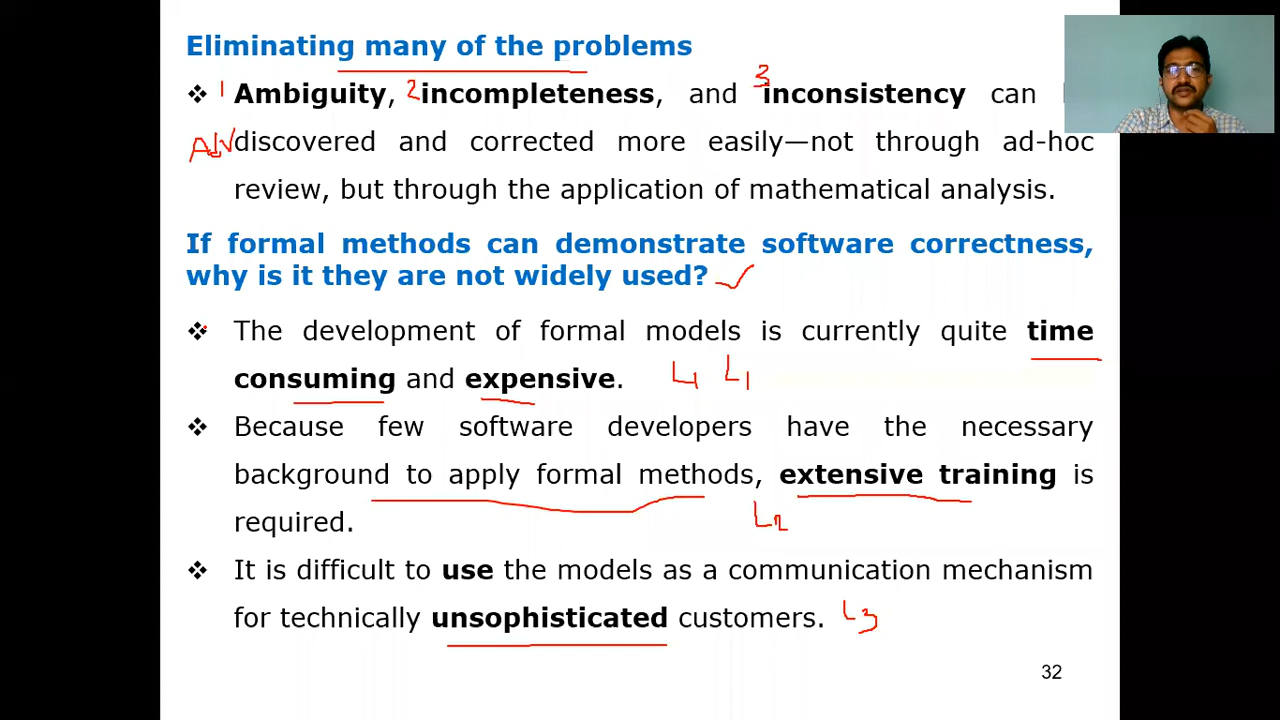 Eliminating many of the problems
❖ 1 Ambiguity, 2 incompleteness, and 3 inconsistency can
discovered and corrected more easily—not through ad-hoc
review, but through the application of mathematical analysis.
If formal methods can demonstrate software correctness,
why is it they are not widely used?
❖ The development of formal models is currently quite time
consuming and expensive. L1 L1
❖ Because few software developers have the necessary
background to apply formal methods, extensive training is
required. L2
❖ It is difficult to use the models as a communication mechanism
for technically unsophisticated customers. L3
32